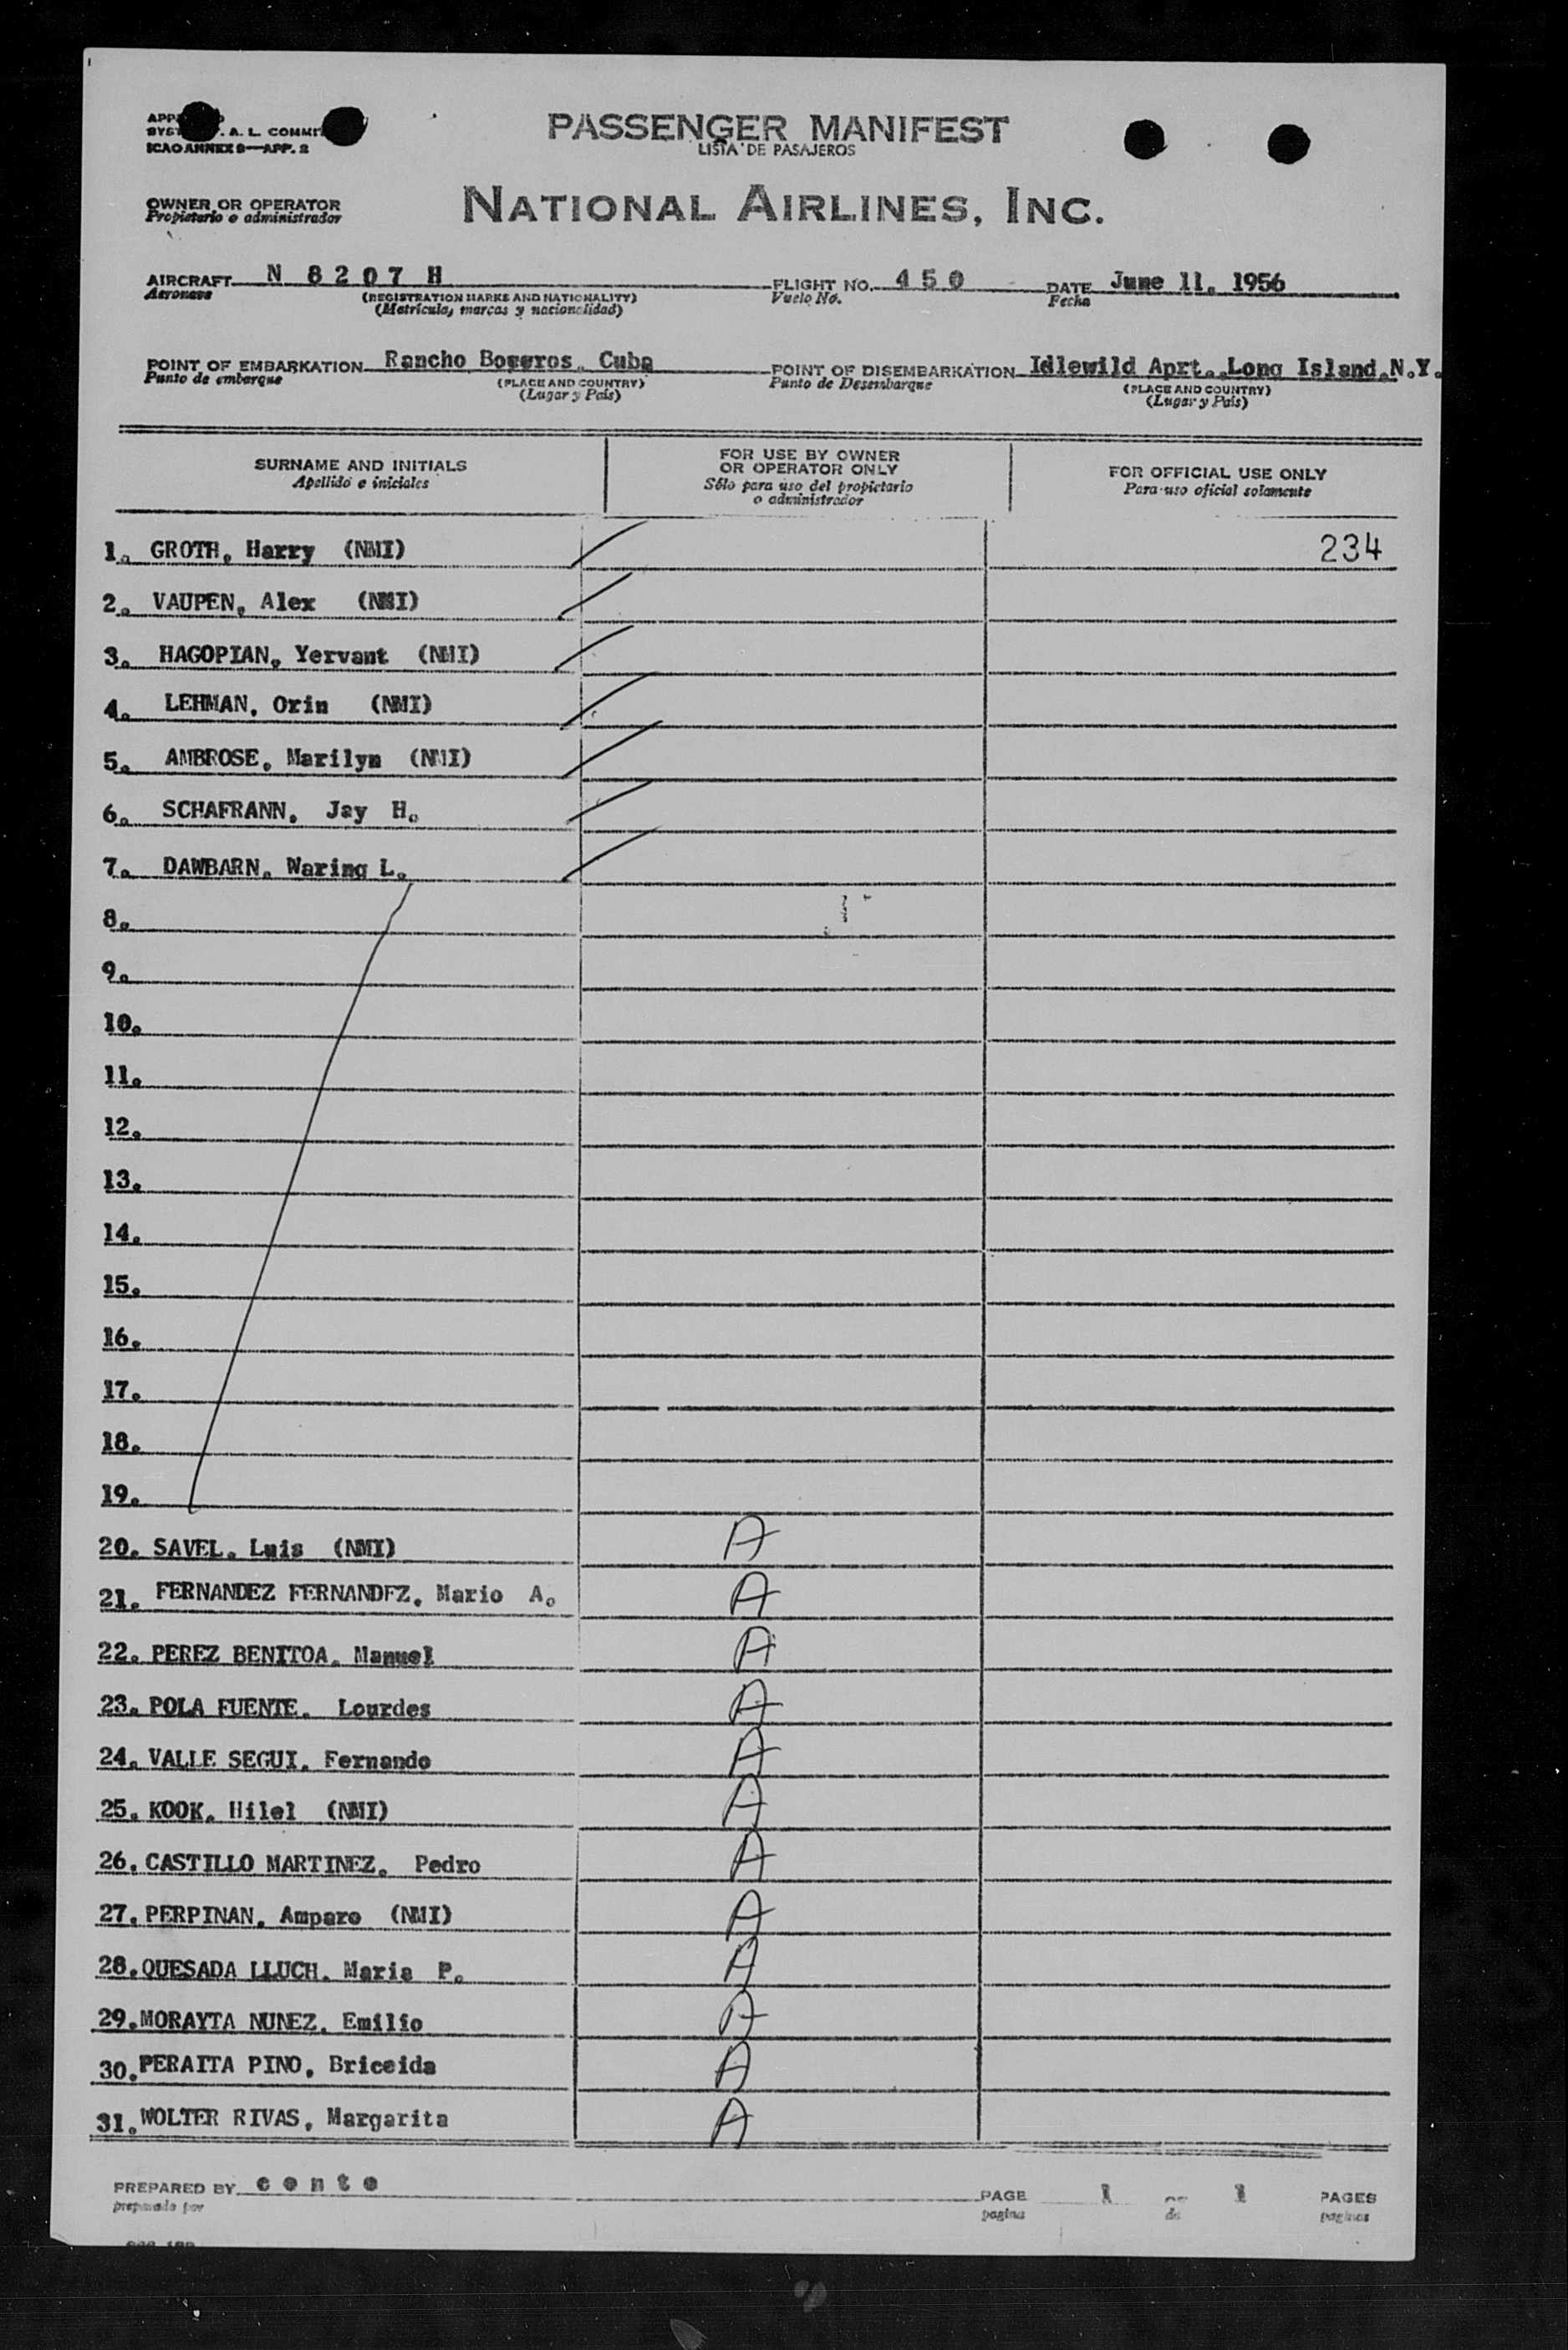 PASSENGER MANIFEST
LISTA DE PASAJEROS
A. L.
ICAO ANNEX 9—APP. 2
OWNER OR OPERATOR
Propietario o administrador
NATIONAL AIRLINES, INC.
AIRCRAFT N 8207 H FLIGHT NO. 450 DATE June 11, 1956
Aeronave (REGISTRATION MARKS AND NATIONALITY) Vuelo No. Fecha
(Matricula, marcas y nacionalidad)
POINT OF EMBARKATION Rancho Boyeros, Cuba POINT OF DISEMBARKATION Idlewild Aprt., Long Island, N.Y.
Punto de embarque (PLACE AND COUNTRY) Punto de Desembarque (PLACE AND COUNTRY)
(Lugar y País) (Lugar y País)
SURNAME AND INITIALS FOR USE BY OWNER OR OPERATOR ONLY FOR OFFICIAL USE ONLY
Apellido e iniciales Sólo para uso del propietario o administrador Para uso oficial solamente
1. GROTH, Harry (NMI) 234
2. VAUPEN, Alex (NMI)
3. HAGOPIAN, Yervant (NMI)
4. LEHMAN, Orin (NMI)
5. AMBROSE, Marilyn (NMI)
6. SCHAFRANN, Jay H.
7. DAWBARN, Waring L.
8.
9.
10.
11.
12.
13.
14.
15.
16.
17.
18.
19.
20. SAVEL, Luis (NMI) A
21. FERNANDEZ FERNANDEZ, Mario A. A
22. PEREZ BENITOA, Manuel A
23. POLA FUENTE, Lourdes A
24. VALLE SEGUI, Fernando A
25. KOOK, Hilel (NMI) A
26. CASTILLO MARTINEZ, Pedro A
27. PERPINAN, Amparo (NMI) A
28. QUESADA LLUCH, Maria P. A
29. MORAYTA NUNEZ, Emilio A
30. PERAITA PINO, Briceida A
31. WOLTER RIVAS, Margarita A
PREPARED BY conto PAGE 1 OF 1 PAGES
preparado por pagina de paginas